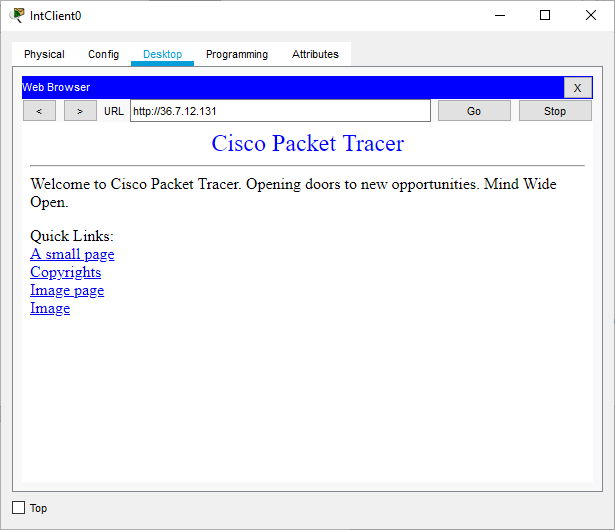 IntClient0
Physical Config Desktop Programming Attributes
Web Browser X
< > URL http://36.7.12.131 Go Stop
Cisco Packet Tracer
Welcome to Cisco Packet Tracer. Opening doors to new opportunities. Mind Wide
Open.
Quick Links:
A small page
Copyrights
Image page
Image
Top